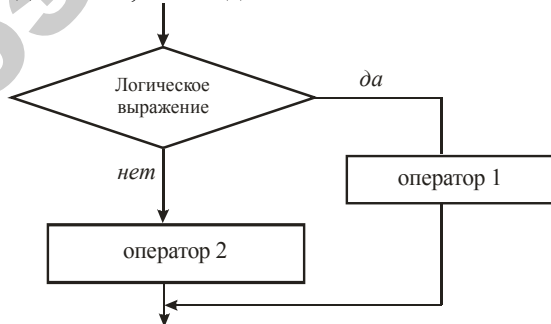 Логическое
выражение
да
нет
оператор 1
оператор 2